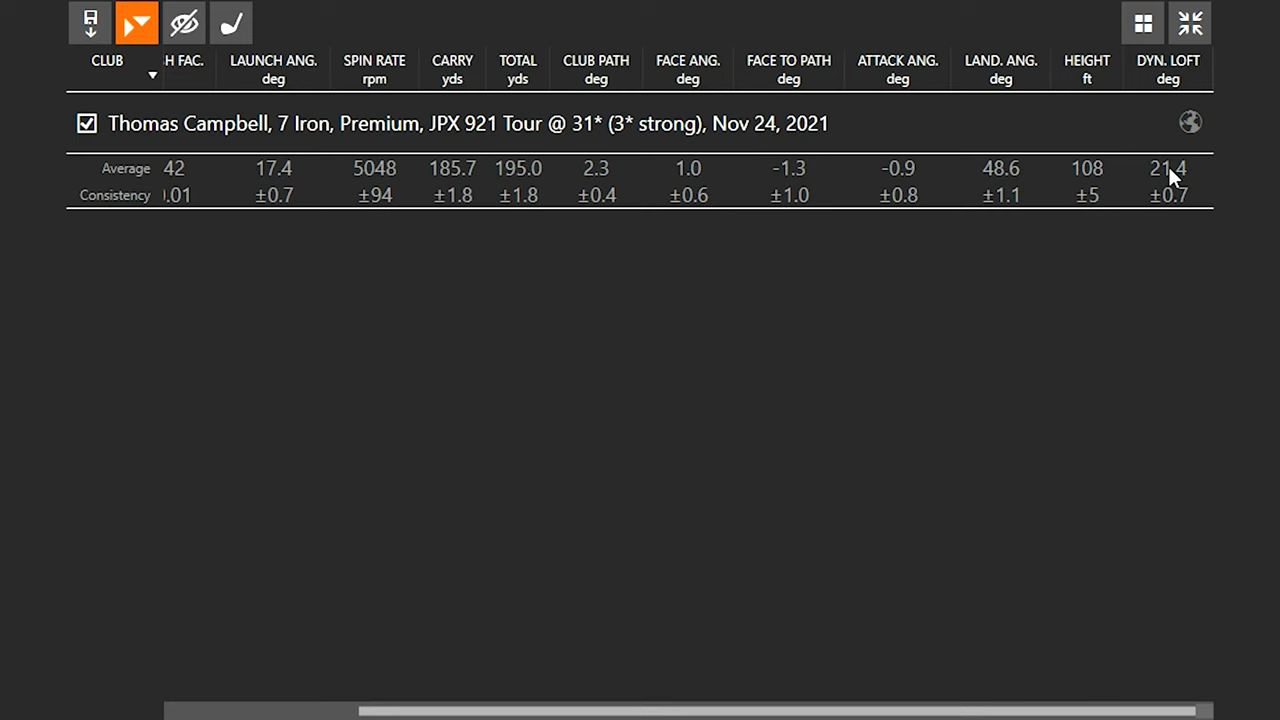 CLUB H FAC. LAUNCH ANG. SPIN RATE CARRY TOTAL CLUB PATH FACE ANG. FACE TO PATH ATTACK ANG. LAND. ANG. HEIGHT DYN. LOFT
deg rpm yds yds deg deg deg deg deg ft deg
Thomas Campbell, 7 Iron, Premium, JPX 921 Tour @ 31* (3* strong), Nov 24, 2021
Average 42 17.4 5048 185.7 195.0 2.3 1.0 -1.3 -0.9 48.6 108 21.4
Consistency .01 ±0.7 ±94 ±1.8 ±1.8 ±0.4 ±0.6 ±1.0 ±0.8 ±1.1 ±5 ±0.7